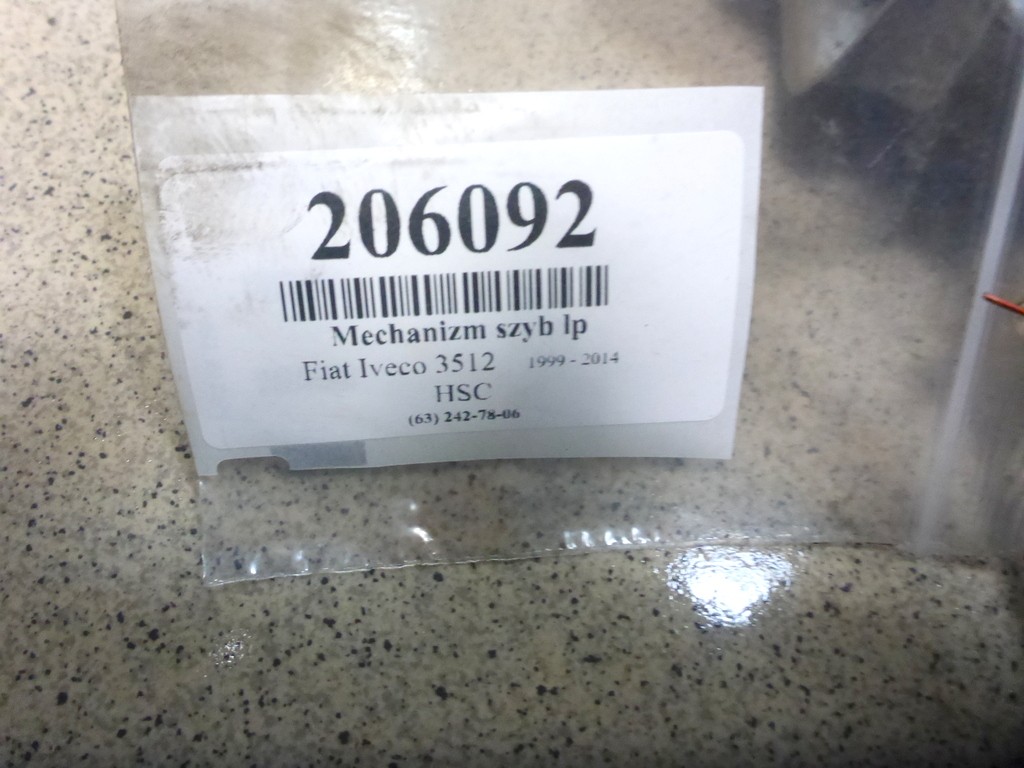 206092
Mechanizm szyb lp
Fiat Iveco 3512 1999 - 2014
HSC
(63) 242-78-06